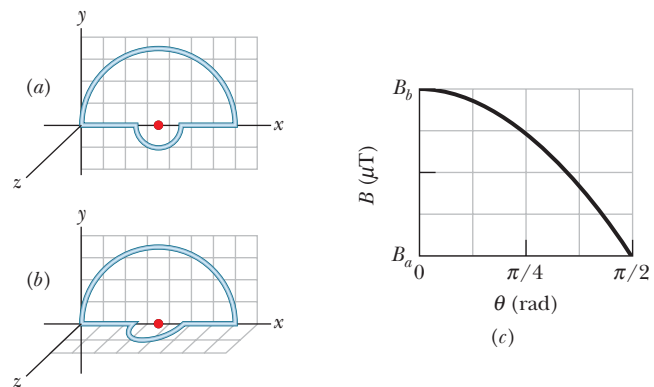 y
(a)
x
z
y
(b)
x
z
B_b
B (μT)
B_a
0 π/4 π/2
θ (rad)
(c)